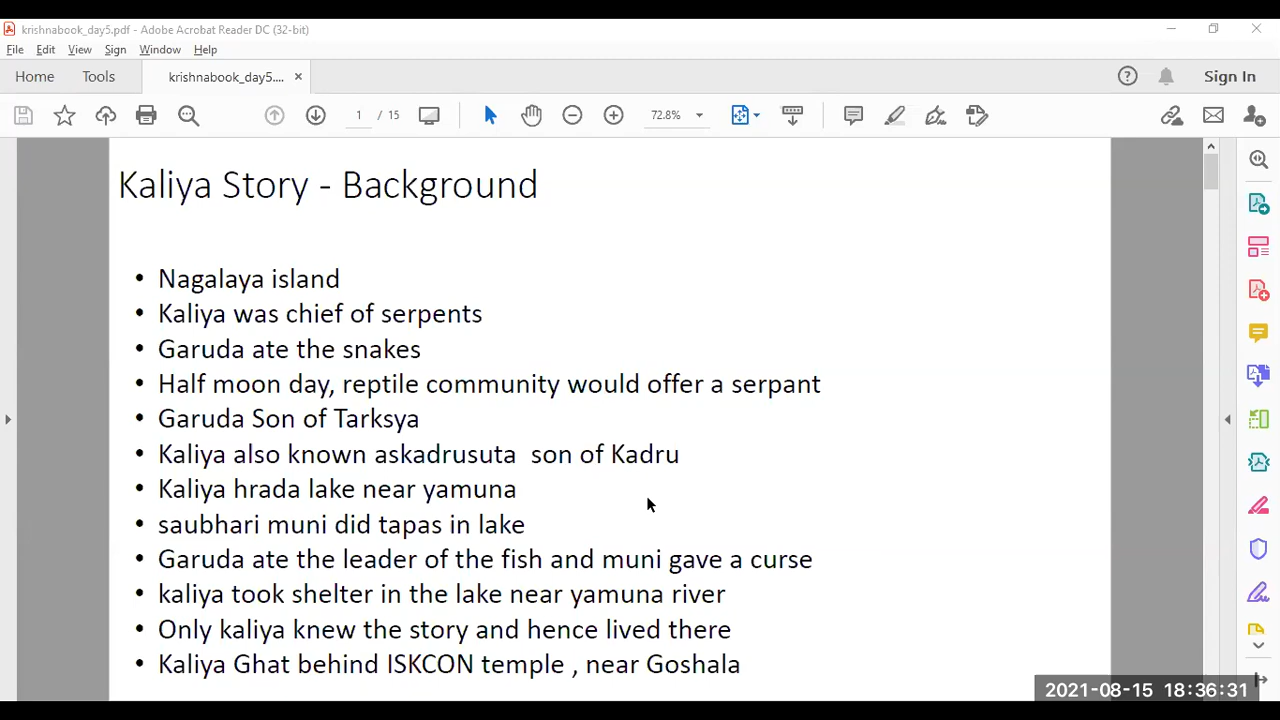 krishnabook_day5.pdf - Adobe Acrobat Reader DC (32-bit)
File Edit View Sign Window Help
Home Tools krishnabook_day5.... × Sign In
1 / 15 72.8%
Kaliya Story - Background
• Nagalaya island
• Kaliya was chief of serpents
• Garuda ate the snakes
• Half moon day, reptile community would offer a serpant
• Garuda Son of Tarksya
• Kaliya also known askadrusuta son of Kadru
• Kaliya hrada lake near yamuna
• saubhari muni did tapas in lake
• Garuda ate the leader of the fish and muni gave a curse
• kaliya took shelter in the lake near yamuna river
• Only kaliya knew the story and hence lived there
• Kaliya Ghat behind ISKCON temple , near Goshala
2021-08-15 18:36:31